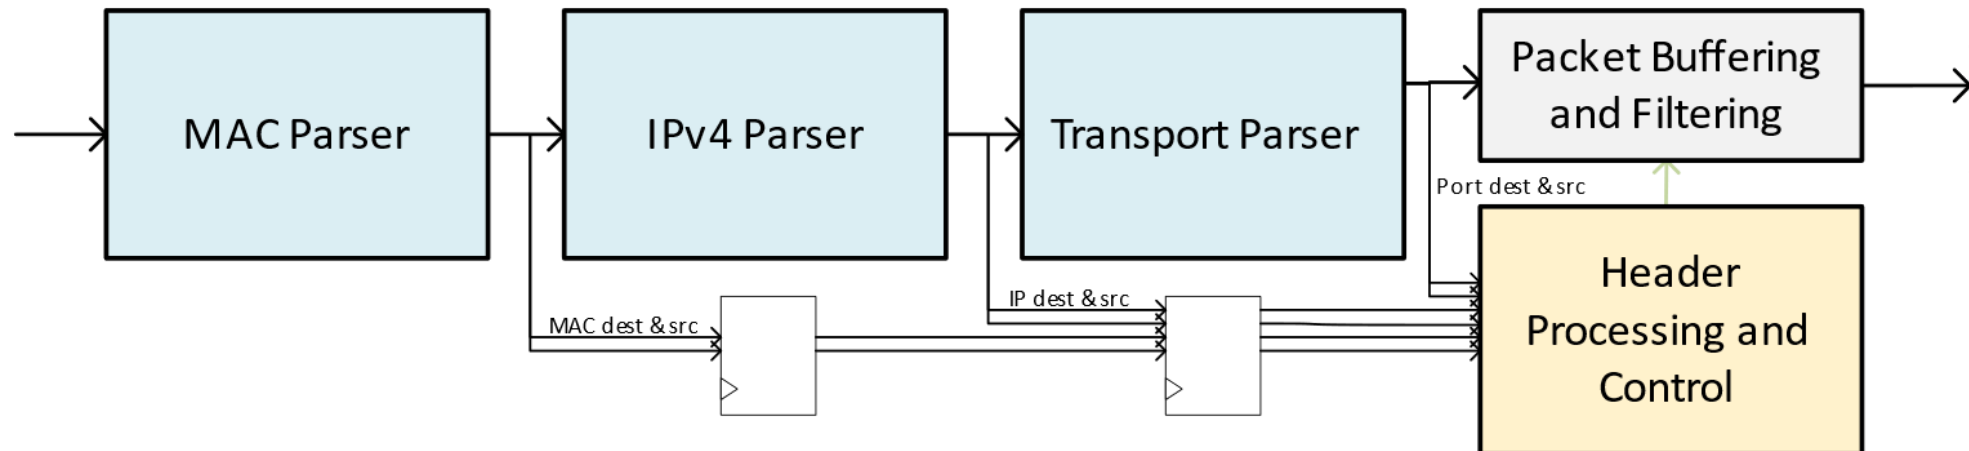 MAC Parser
IPv4 Parser
Transport Parser
Packet Buffering
and Filtering
Port dest & src
IP dest & src
MAC dest & src
Header
Processing and
Control